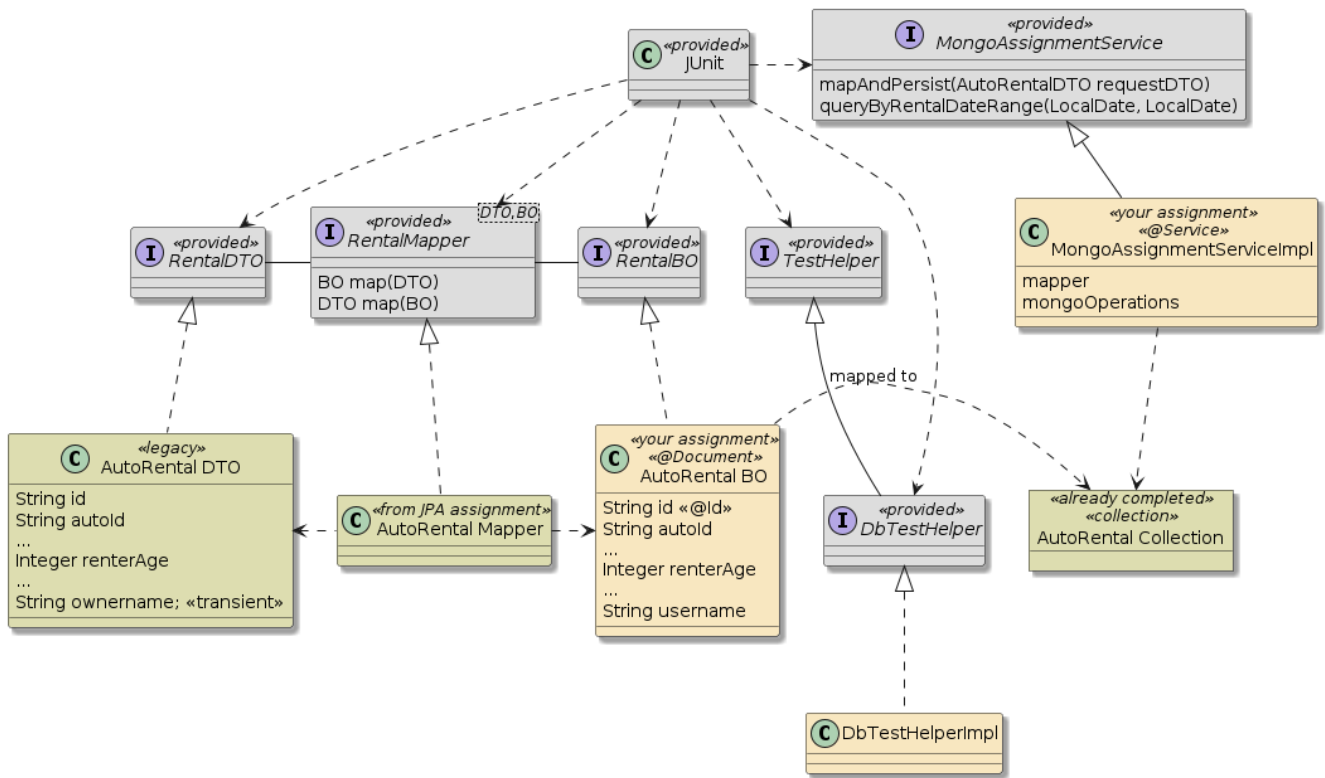 «provided»
JUnit
«provided»
MongoAssignmentService
mapAndPersist(AutoRentalDTO requestDTO)
queryByRentalDateRange(LocalDate, LocalDate)
«provided»
RentalDTO
DTO,BO
«provided»
RentalMapper
BO map(DTO)
DTO map(BO)
«provided»
RentalBO
«provided»
TestHelper
«your assignment»
«@Service»
MongoAssignmentServiceImpl
mapper
mongoOperations
mapped to
«legacy»
AutoRental DTO
String id
String autoId
...
Integer renterAge
...
String ownername; «transient»
«from JPA assignment»
AutoRental Mapper
«your assignment»
«@Document»
AutoRental BO
String id «@Id»
String autoId
...
Integer renterAge
...
String username
«provided»
DbTestHelper
«already completed»
«collection»
AutoRental Collection
DbTestHelperImpl
C
I
I
I
I
I
C
C
C
C
I
C